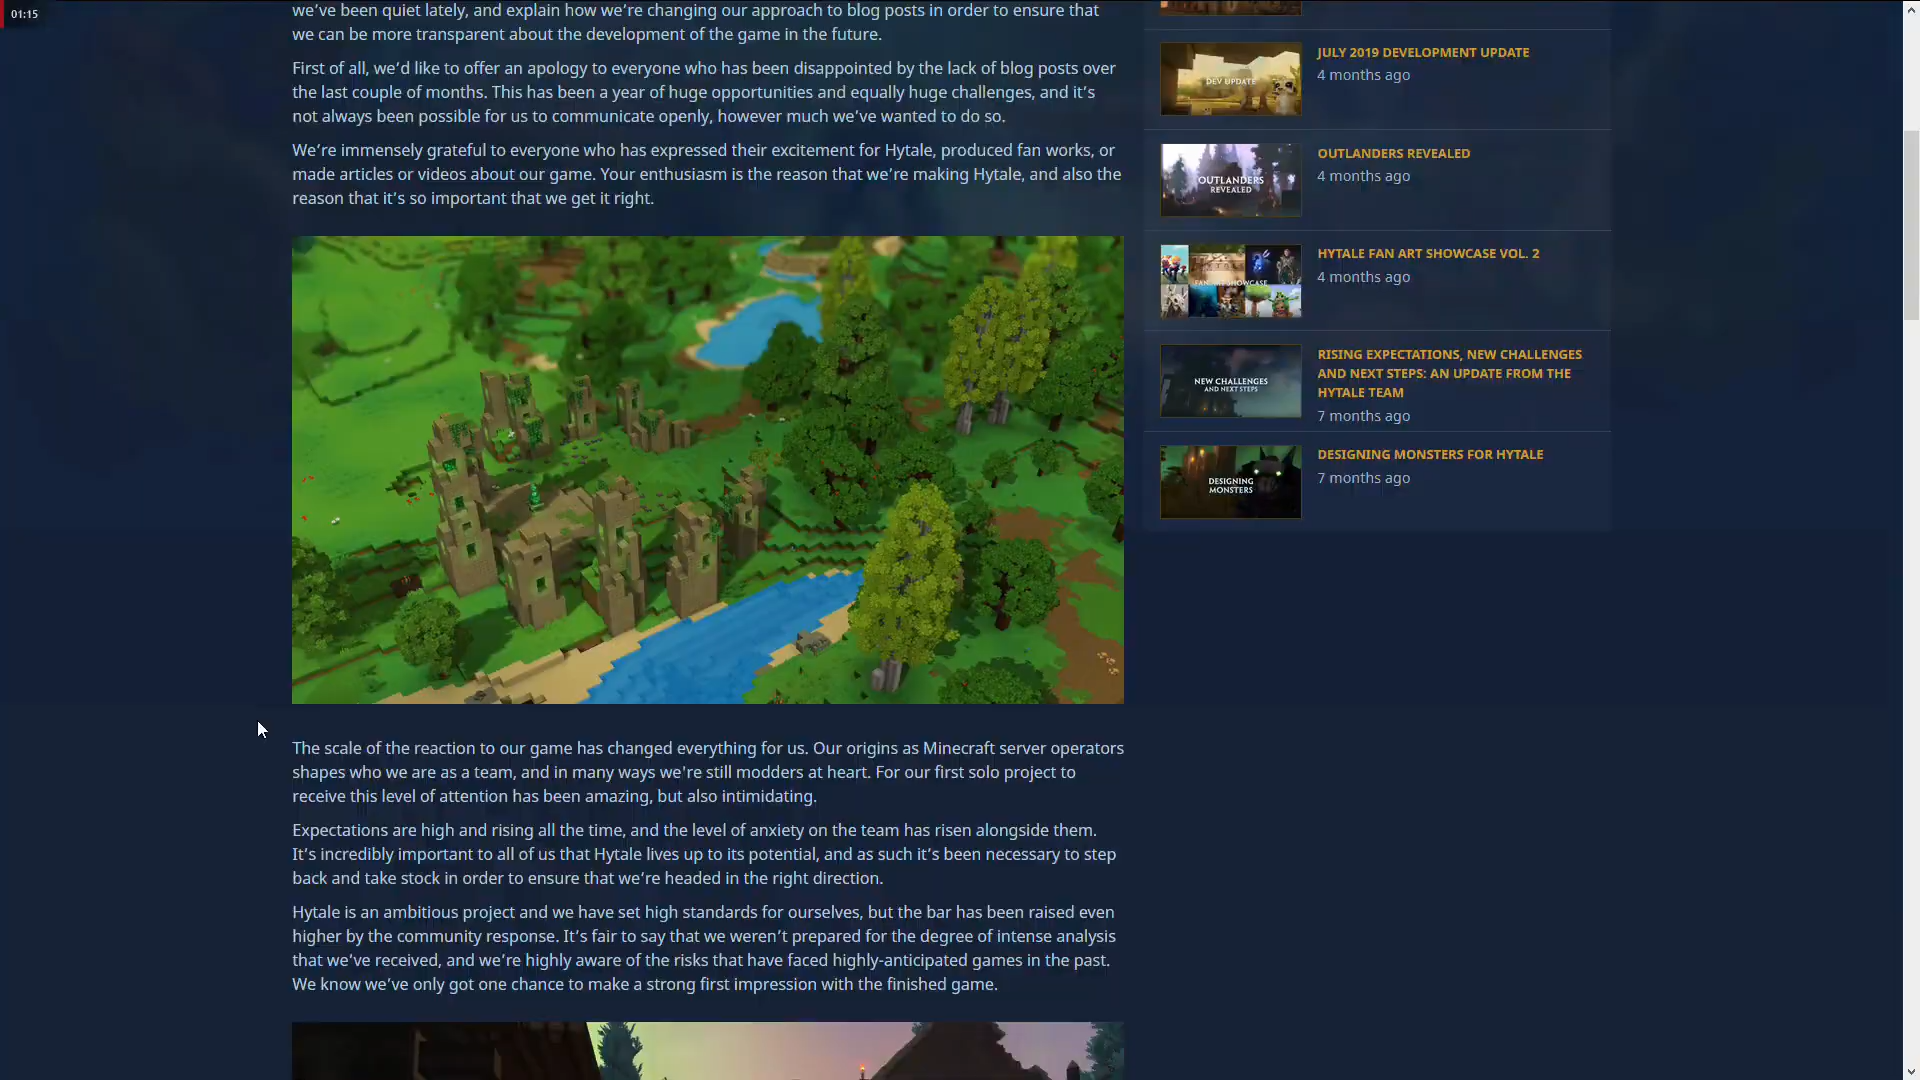 01:15
we've been quiet lately, and explain how we're changing our approach to blog posts in order to ensure that
we can be more transparent about the development of the game in the future.
First of all, we'd like to offer an apology to everyone who has been disappointed by the lack of blog posts over
the last couple of months. This has been a year of huge opportunities and equally huge challenges, and it's
not always been possible for us to communicate openly, however much we've wanted to do so.
We're immensely grateful to everyone who has expressed their excitement for Hytale, produced fan works, or
made articles or videos about our game. Your enthusiasm is the reason that we're making Hytale, and also the
reason that it's so important that we get it right.
The scale of the reaction to our game has changed everything for us. Our origins as Minecraft server operators
shapes who we are as a team, and in many ways we're still modders at heart. For our first solo project to
receive this level of attention has been amazing, but also intimidating.
Expectations are high and rising all the time, and the level of anxiety on the team has risen alongside them.
It's incredibly important to all of us that Hytale lives up to its potential, and as such it's been necessary to step
back and take stock in order to ensure that we're headed in the right direction.
Hytale is an ambitious project and we have set high standards for ourselves, but the bar has been raised even
higher by the community response. It's fair to say that we weren't prepared for the degree of intense analysis
that we've received, and we're highly aware of the risks that have faced highly-anticipated games in the past.
We know we've only got one chance to make a strong first impression with the finished game.
DEV UPDATE
JULY 2019 DEVELOPMENT UPDATE
4 months ago
OUTLANDERS
REVEALED
OUTLANDERS REVEALED
4 months ago
FAN ART SHOWCASE
HYTALE FAN ART SHOWCASE VOL. 2
4 months ago
NEW CHALLENGES
AND NEXT STEPS
RISING EXPECTATIONS, NEW CHALLENGES
AND NEXT STEPS: AN UPDATE FROM THE
HYTALE TEAM
7 months ago
DESIGNING
MONSTERS
DESIGNING MONSTERS FOR HYTALE
7 months ago